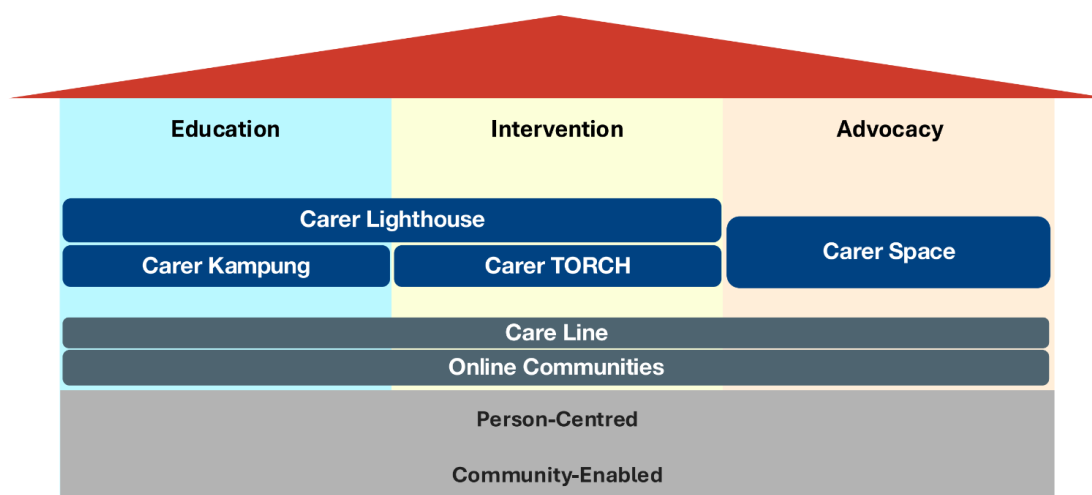 Education
Intervention
Advocacy
Carer Lighthouse
Carer Kampung
Carer TORCH
Carer Space
Care Line
Online Communities
Person-Centred
Community-Enabled